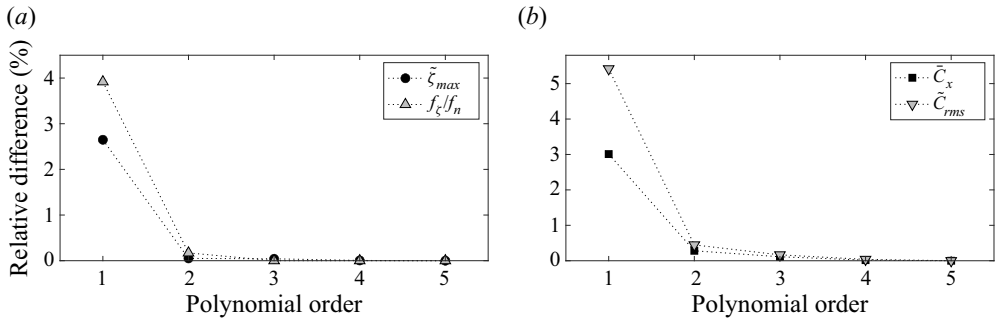 (a)
Relative difference (%)
4
3
2
1
0
1 2 3 4 5
Polynomial order
ζ̃max
fζ/fn
(b)
5
4
3
2
1
0
1 2 3 4 5
Polynomial order
C̄x
C̃rms